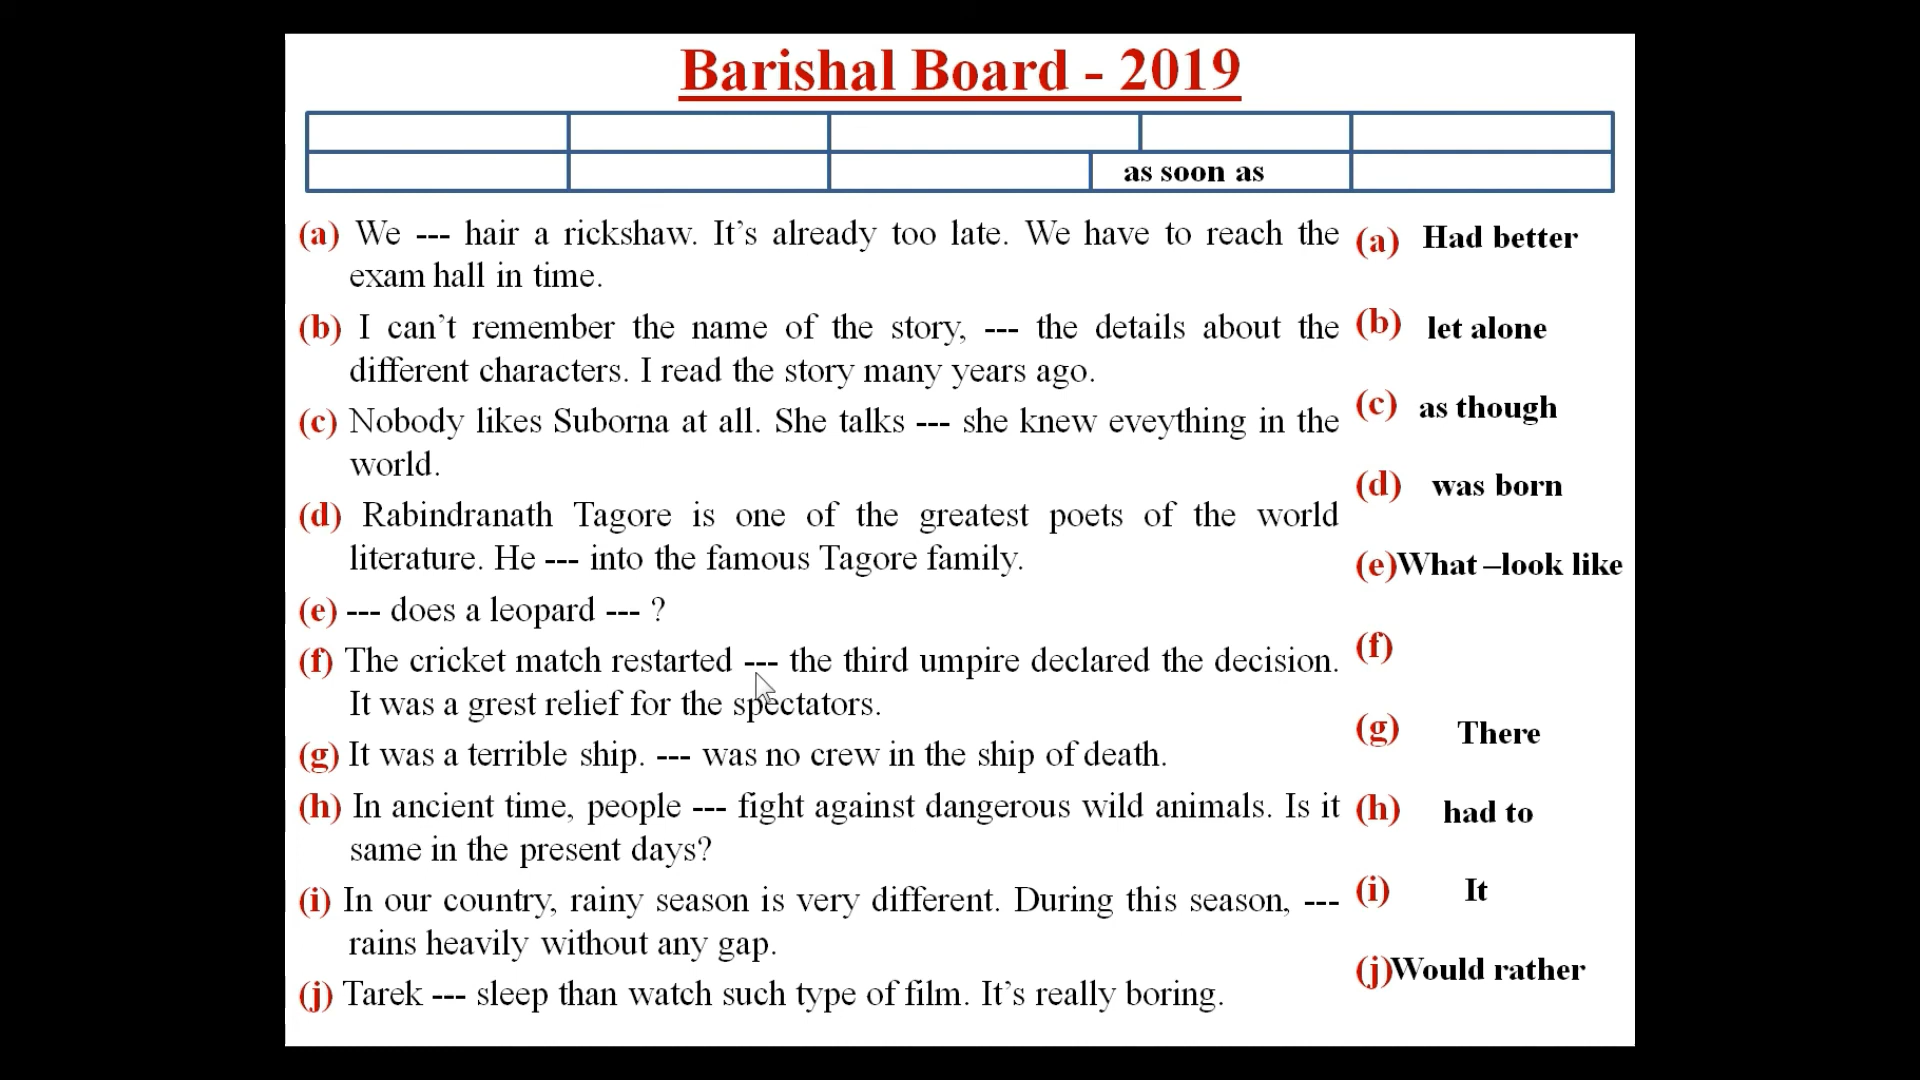 Barishal Board - 2019
as soon as
(a) We --- hair a rickshaw. It’s already too late. We have to reach the
exam hall in time.
(b) I can’t remember the name of the story, --- the details about the
different characters. I read the story many years ago.
(c) Nobody likes Suborna at all. She talks --- she knew eveything in the
world.
(d) Rabindranath Tagore is one of the greatest poets of the world
literature. He --- into the famous Tagore family.
(e) --- does a leopard --- ?
(f) The cricket match restarted --- the third umpire declared the decision.
It was a grest relief for the spectators.
(g) It was a terrible ship. --- was no crew in the ship of death.
(h) In ancient time, people --- fight against dangerous wild animals. Is it
same in the present days?
(i) In our country, rainy season is very different. During this season, ---
rains heavily without any gap.
(j) Tarek --- sleep than watch such type of film. It’s really boring.
(a) Had better
(b) let alone
(c) as though
(d) was born
(e)What –look like
(f)
(g) There
(h) had to
(i) It
(j)Would rather